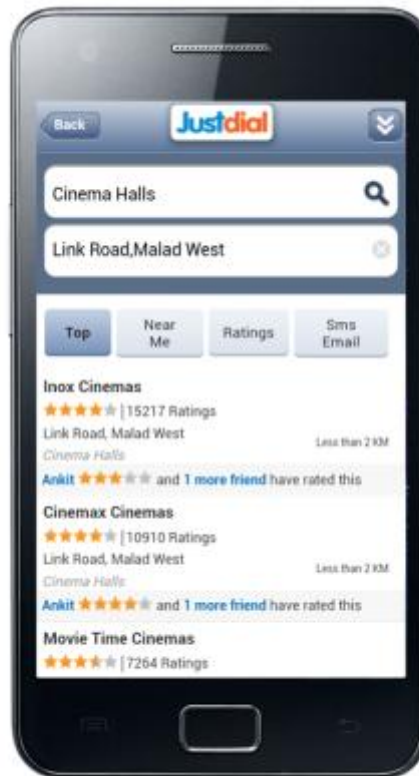 Back
Justdial
Cinema Halls
Link Road,Malad West
Top
Near
Me
Ratings
Sms
Email
Inox Cinemas
|15217 Ratings
Link Road, Malad West
Less than 2 KM
Cinema Halls
Ankit and 1 more friend have rated this
Cinemax Cinemas
|10910 Ratings
Link Road, Malad West
Less than 2 KM
Cinema Halls
Ankit and 1 more friend have rated this
Movie Time Cinemas
|7264 Ratings